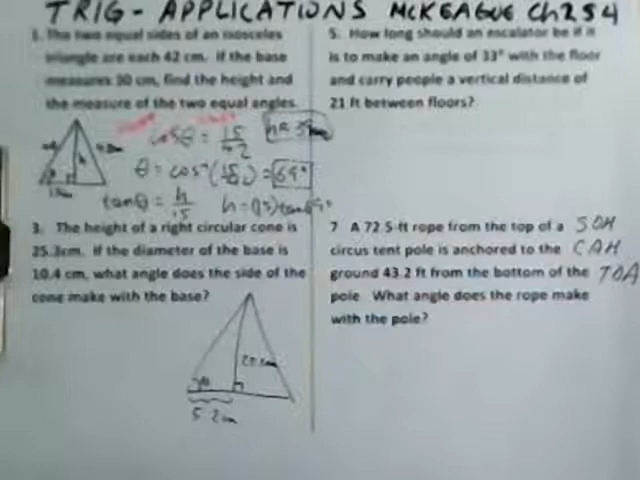 TRIG - APPLICATIONS MCKEAGUE Ch 2 S 4
1. The two equal sides of an isosceles
triangle are each 42 cm. If the base
measures 30 cm, find the height and
the measure of the two equal angles.
cosθ = 15/42
θ = cos⁻¹(15/42) = 69°
tanθ = h/15 h = (15)tan69°
3. The height of a right circular cone is
25.3cm. If the diameter of the base is
10.4 cm, what angle does the side of the
cone make with the base?
5.2cm
5. How long should an escalator be if it
is to make an angle of 33° with the floor
and carry people a vertical distance of
21 ft between floors?
7 A 72.5-ft rope from the top of a
circus tent pole is anchored to the
ground 43.2 ft from the bottom of the
pole. What angle does the rope make
with the pole?
SOH
CAH
TOA